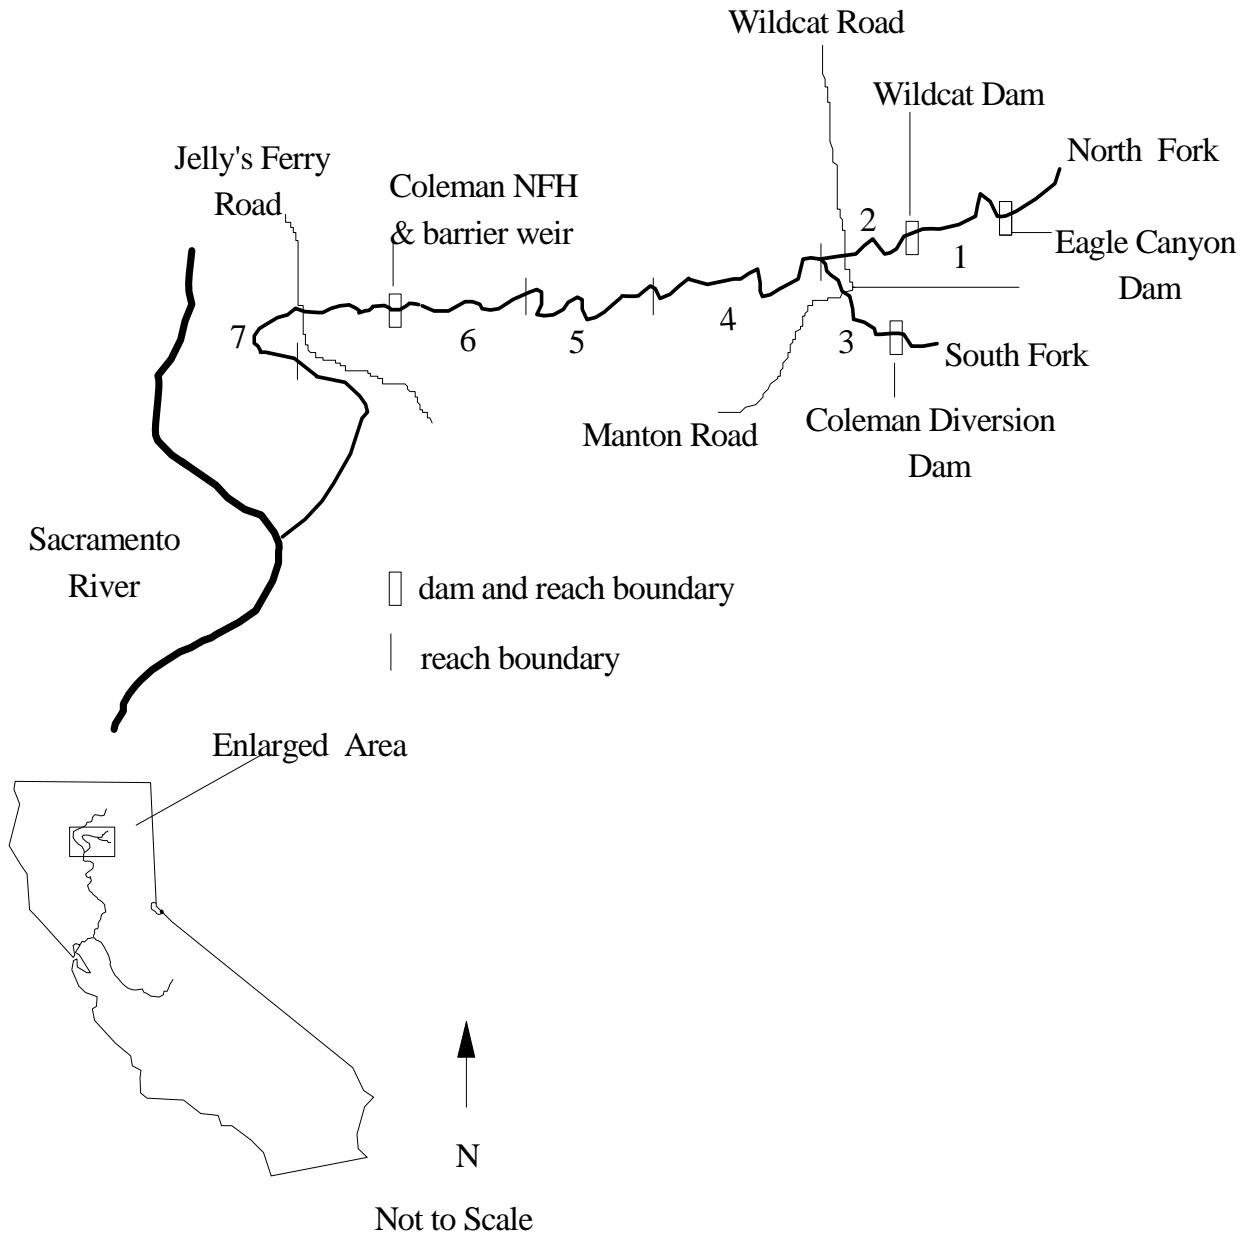 Wildcat Road
Wildcat Dam
North Fork
Jelly's Ferry
Road
Coleman NFH
& barrier weir
2
1
Eagle Canyon
Dam
7
6
5
4
3
South Fork
Manton Road
Coleman Diversion
Dam
Sacramento
River
dam and reach boundary
reach boundary
Enlarged Area
N
Not to Scale